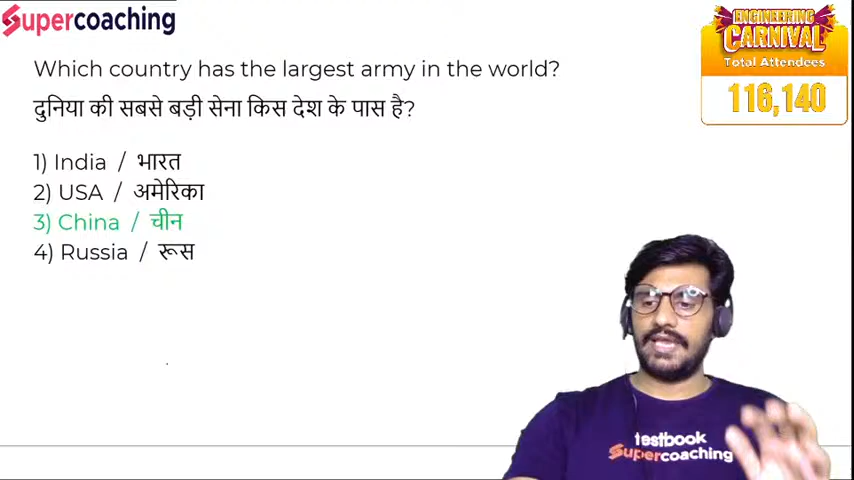 Supercoaching
ENGINEERING
CARNIVAL
Total Attendees
116,140
Which country has the largest army in the world?
दुनिया की सबसे बड़ी सेना किस देश के पास है?
1) India / भारत
2) USA / अमेरिका
3) China / चीन
4) Russia / रूस
testbook
Supercoaching